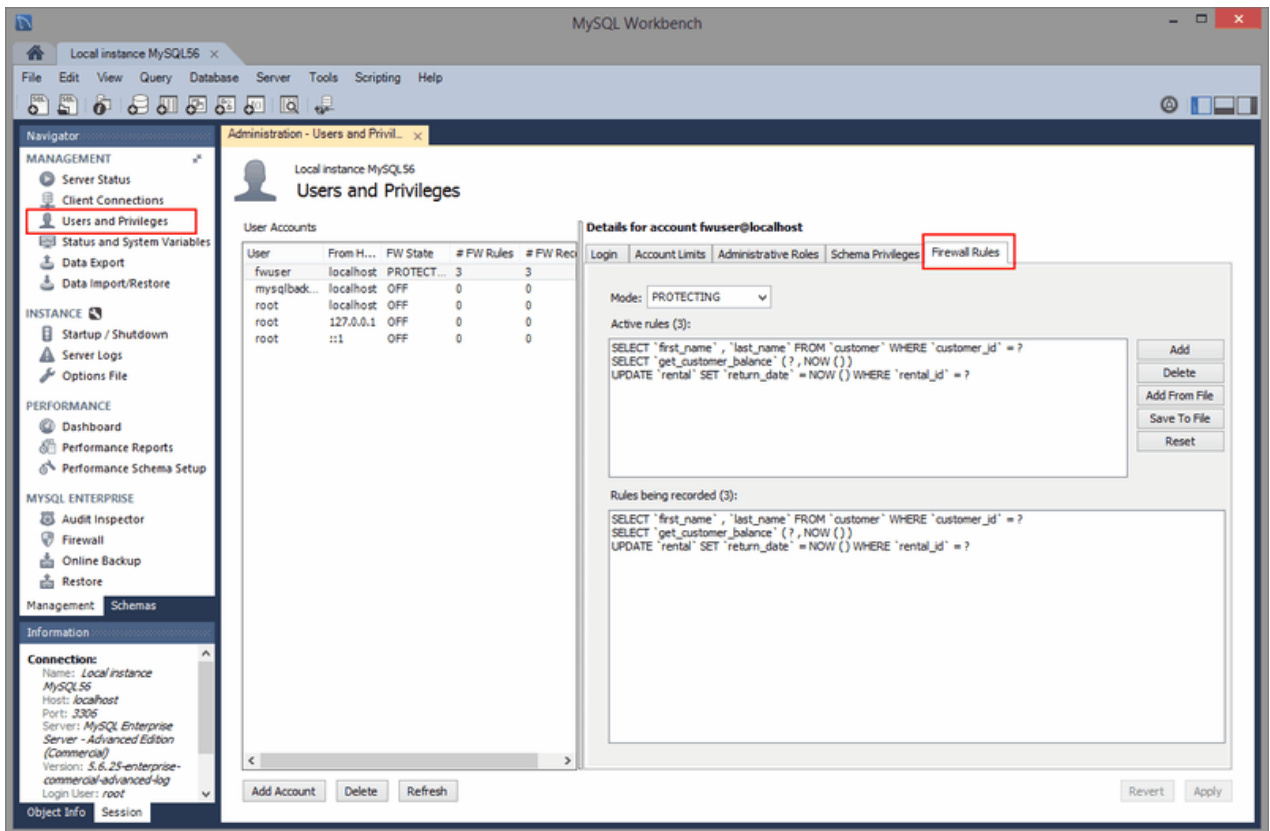 MySQL Workbench
Local instance MySQL56
File Edit View Query Database Server Tools Scripting Help
Navigator
MANAGEMENT
Server Status
Client Connections
Users and Privileges
Status and System Variables
Data Export
Data Import/Restore
INSTANCE
Startup / Shutdown
Server Logs
Options File
PERFORMANCE
Dashboard
Performance Reports
Performance Schema Setup
MYSQL ENTERPRISE
Audit Inspector
Firewall
Online Backup
Restore
Management Schemas
Information
Connection:
Name: Local instance
MySQL56
Host: localhost
Port: 3306
Server: MySQL Enterprise
Server - Advanced Edition
(Commercial)
Version: 5.6.25-enterprise-
commercial-advanced-log
Login User: root
Object Info Session
Administration - Users and Privil...
Local instance MySQL56
Users and Privileges
User Accounts
User From H... FW State # FW Rules # FW Reco
fwuser localhost PROTECT... 3 3
mysqlback... localhost OFF 0 0
root localhost OFF 0 0
root 127.0.0.1 OFF 0 0
root ::1 OFF 0 0
Add Account Delete Refresh
Details for account fwuser@localhost
Login Account Limits Administrative Roles Schema Privileges Firewall Rules
Mode: PROTECTING
Active rules (3):
SELECT `first_name` , `last_name` FROM `customer` WHERE `customer_id` = ?
SELECT `get_customer_balance` ( ? , NOW ( ) )
UPDATE `rental` SET `return_date` = NOW ( ) WHERE `rental_id` = ?
Add
Delete
Add From File
Save To File
Reset
Rules being recorded (3):
SELECT `first_name` , `last_name` FROM `customer` WHERE `customer_id` = ?
SELECT `get_customer_balance` ( ? , NOW ( ) )
UPDATE `rental` SET `return_date` = NOW ( ) WHERE `rental_id` = ?
Revert Apply